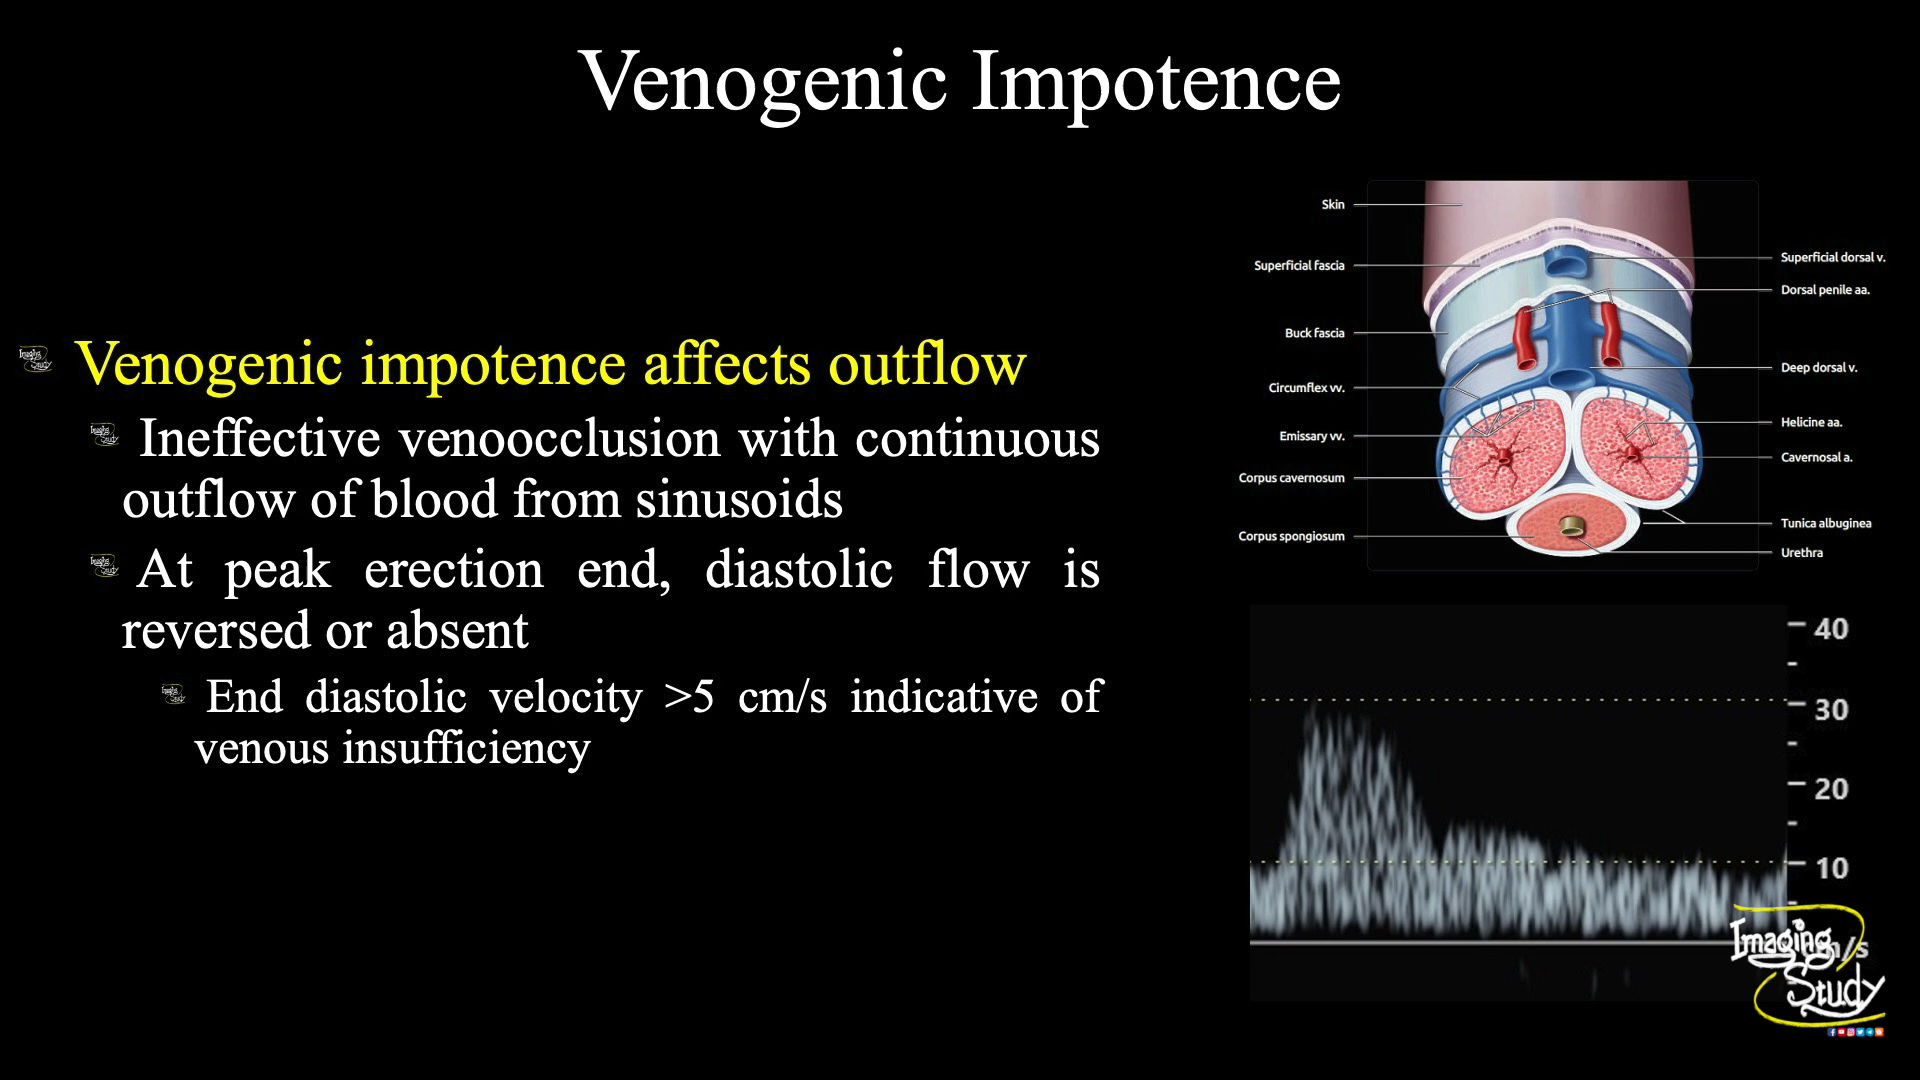 Venogenic Impotence
Venogenic impotence affects outflow
Ineffective venoocclusion with continuous
outflow of blood from sinusoids
At peak erection end, diastolic flow is
reversed or absent
End diastolic velocity >5 cm/s indicative of
venous insufficiency
Skin
Superficial fascia
Buck fascia
Circumflex vv.
Emissary vv.
Corpus cavernosum
Corpus spongiosum
Superficial dorsal v.
Dorsal penile aa.
Deep dorsal v.
Helicine aa.
Cavernosal a.
Tunica albuginea
Urethra
40
30
20
10
Imaging
Study